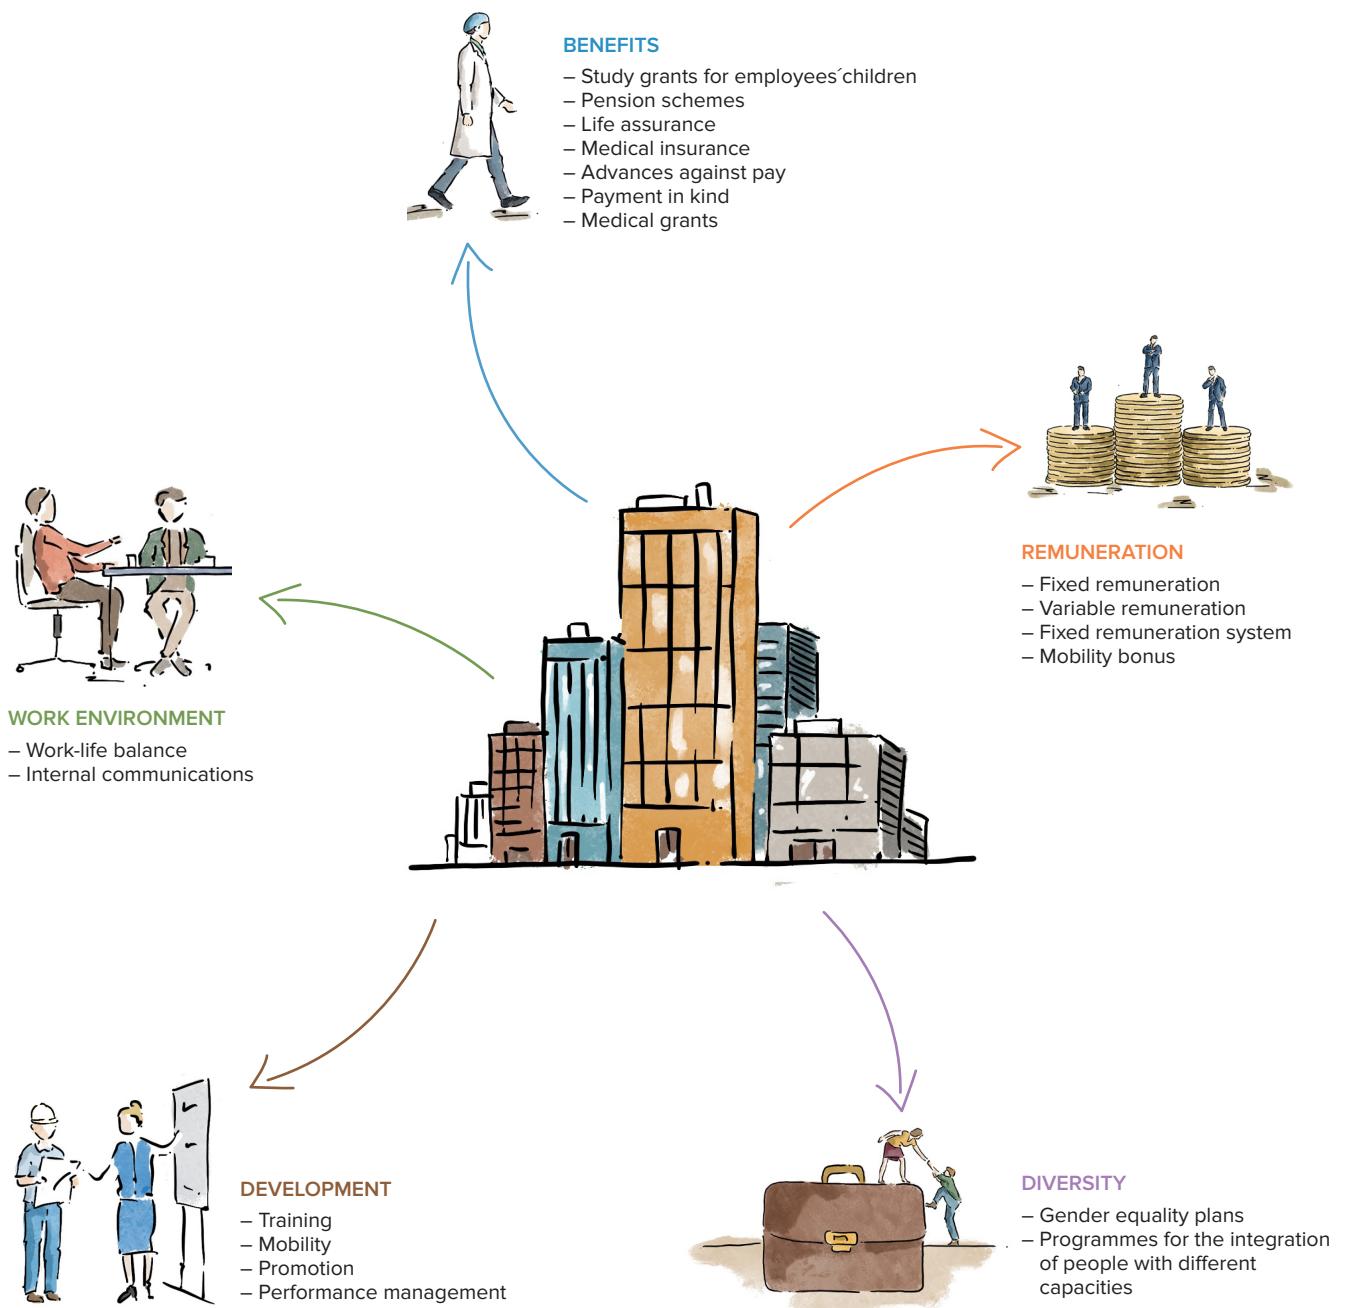 BENEFITS
– Study grants for employees´children
– Pension schemes
– Life assurance
– Medical insurance
– Advances against pay
– Payment in kind
– Medical grants
REMUNERATION
– Fixed remuneration
– Variable remuneration
– Fixed remuneration system
– Mobility bonus
WORK ENVIRONMENT
– Work-life balance
– Internal communications
DEVELOPMENT
– Training
– Mobility
– Promotion
– Performance management
DIVERSITY
– Gender equality plans
– Programmes for the integration
of people with different
capacities